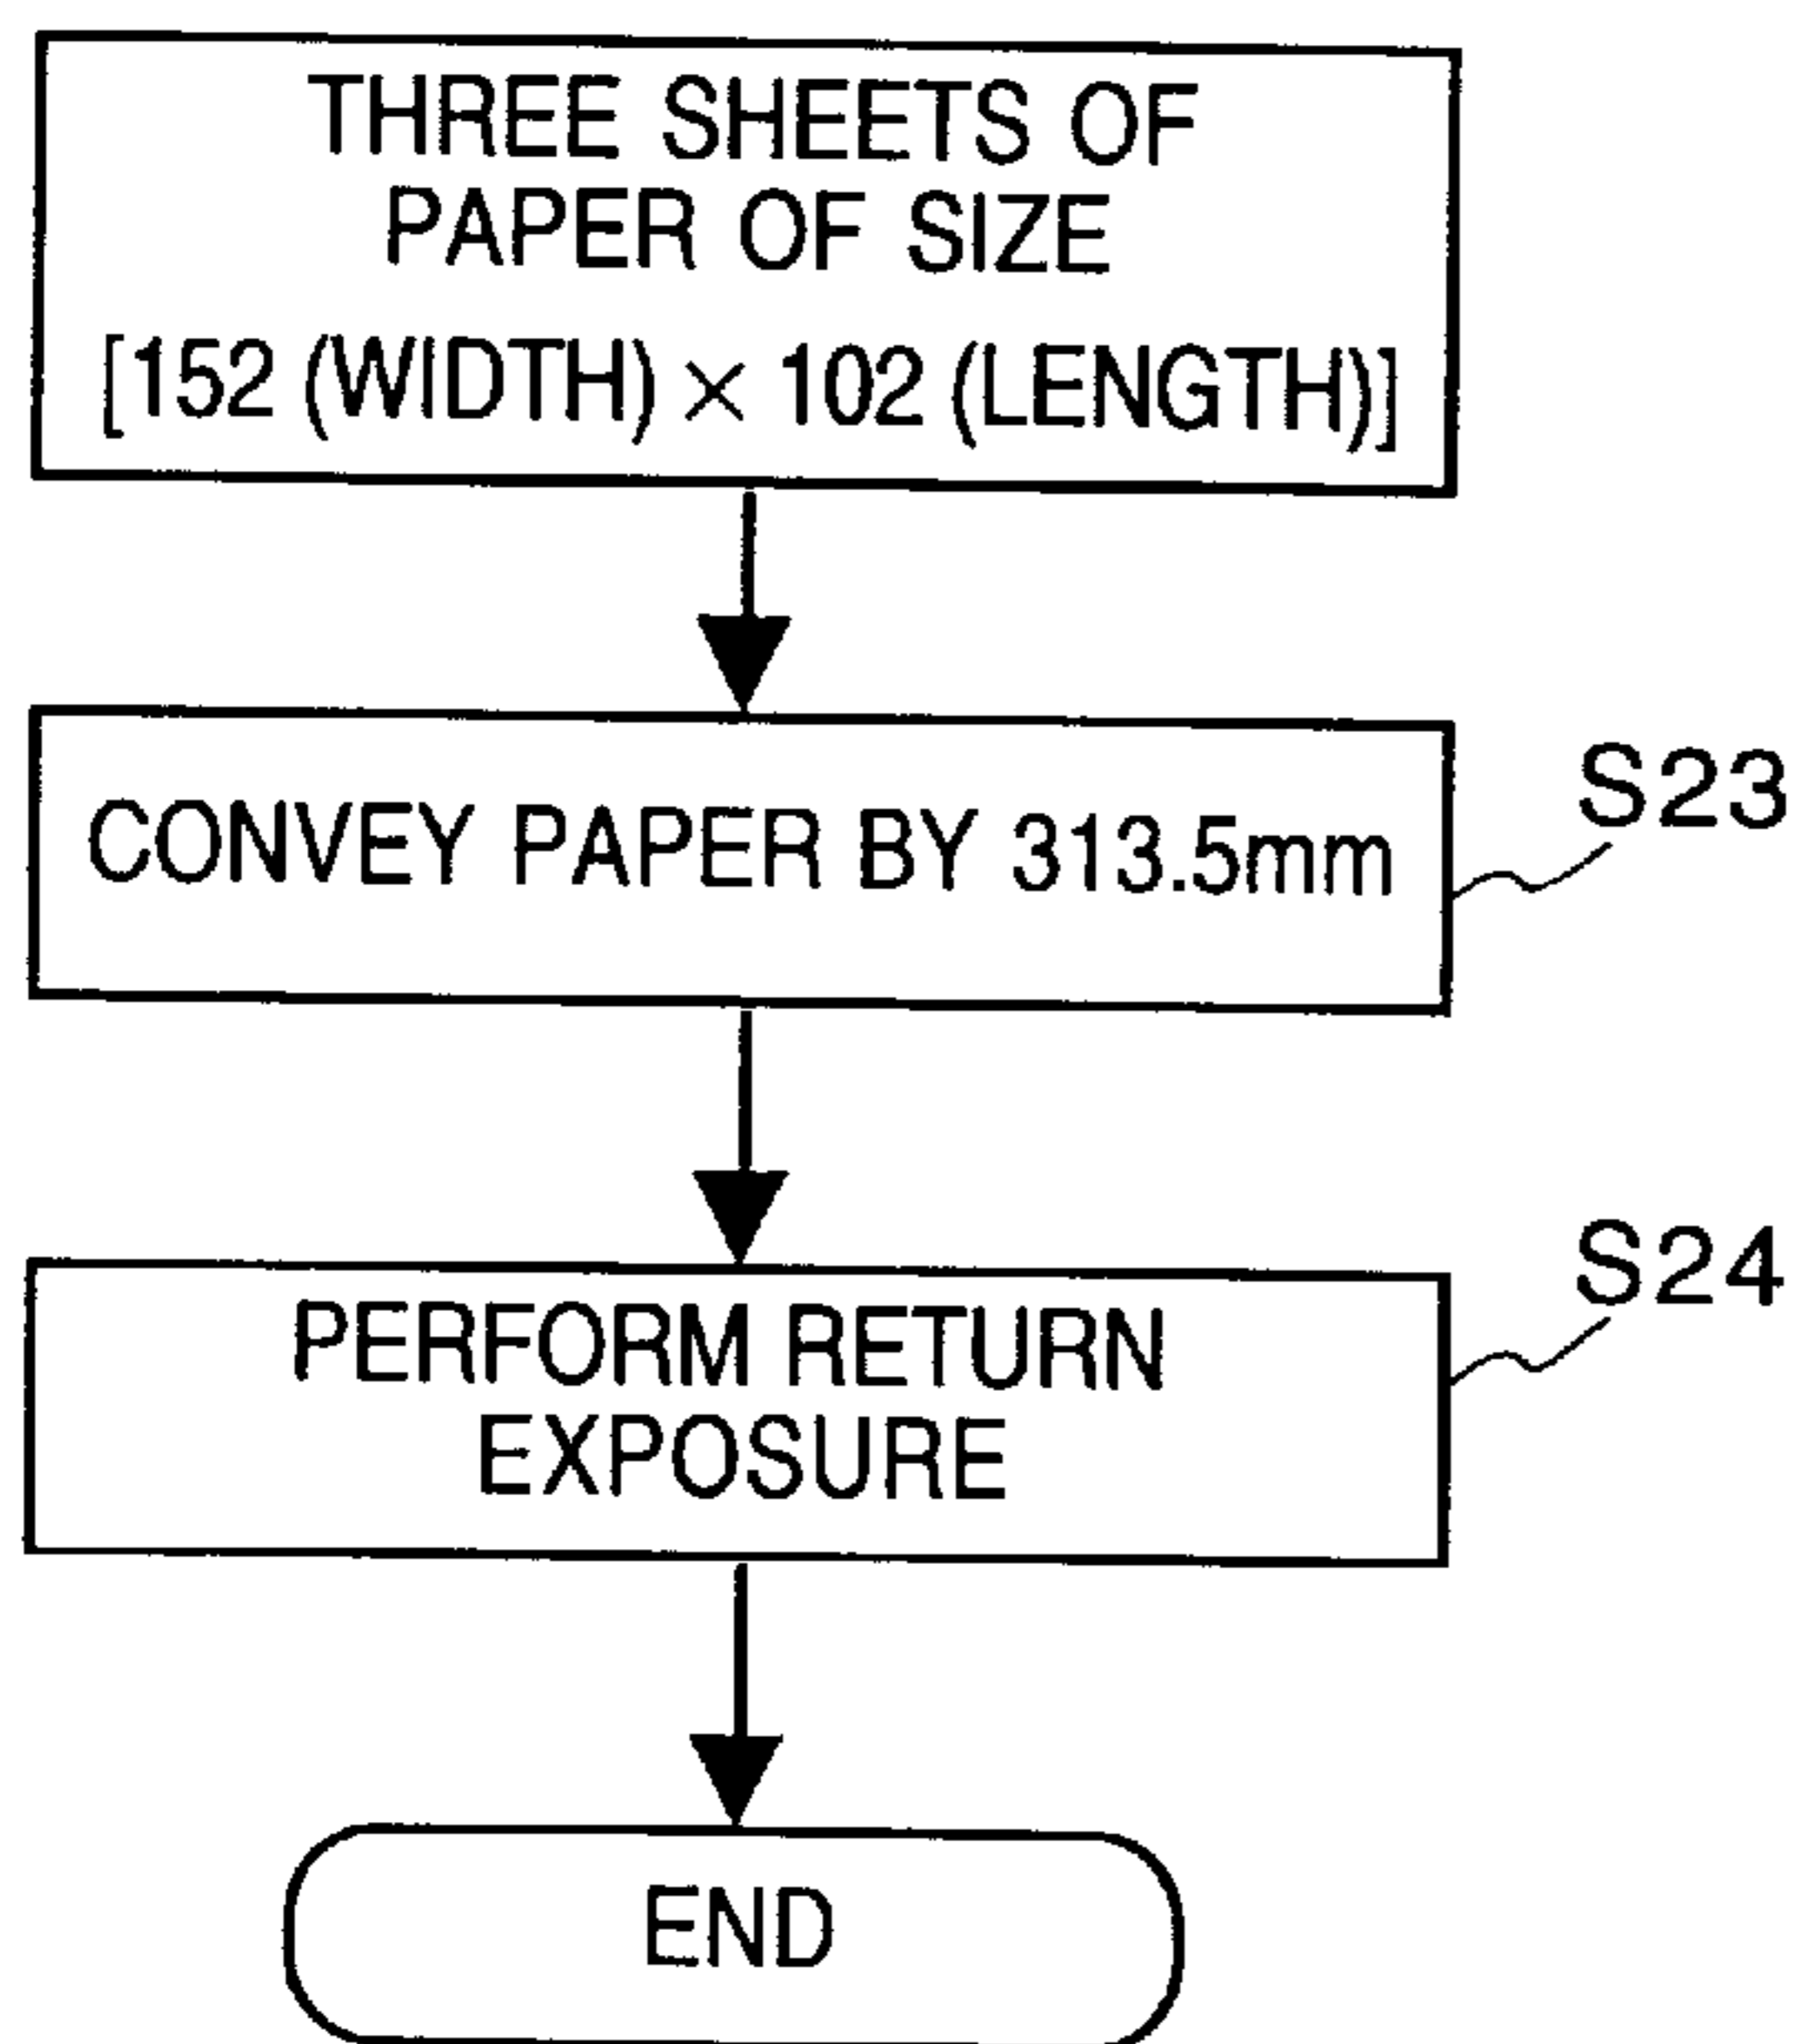 THREE SHEETS OF
PAPER OF SIZE
[152 (WIDTH) × 102 (LENGTH)]
CONVEY PAPER BY 313.5mm
S23
PERFORM RETURN
EXPOSURE
S24
END